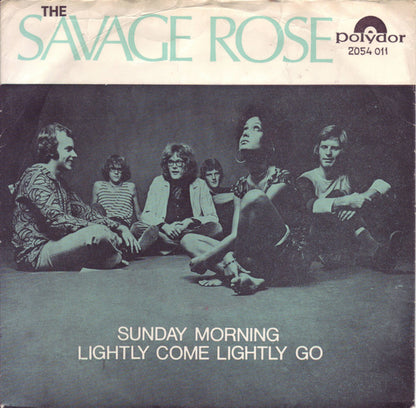 THE
SAVAGE ROSE
polydor
2054 011
SUNDAY MORNING
LIGHTLY COME LIGHTLY GO